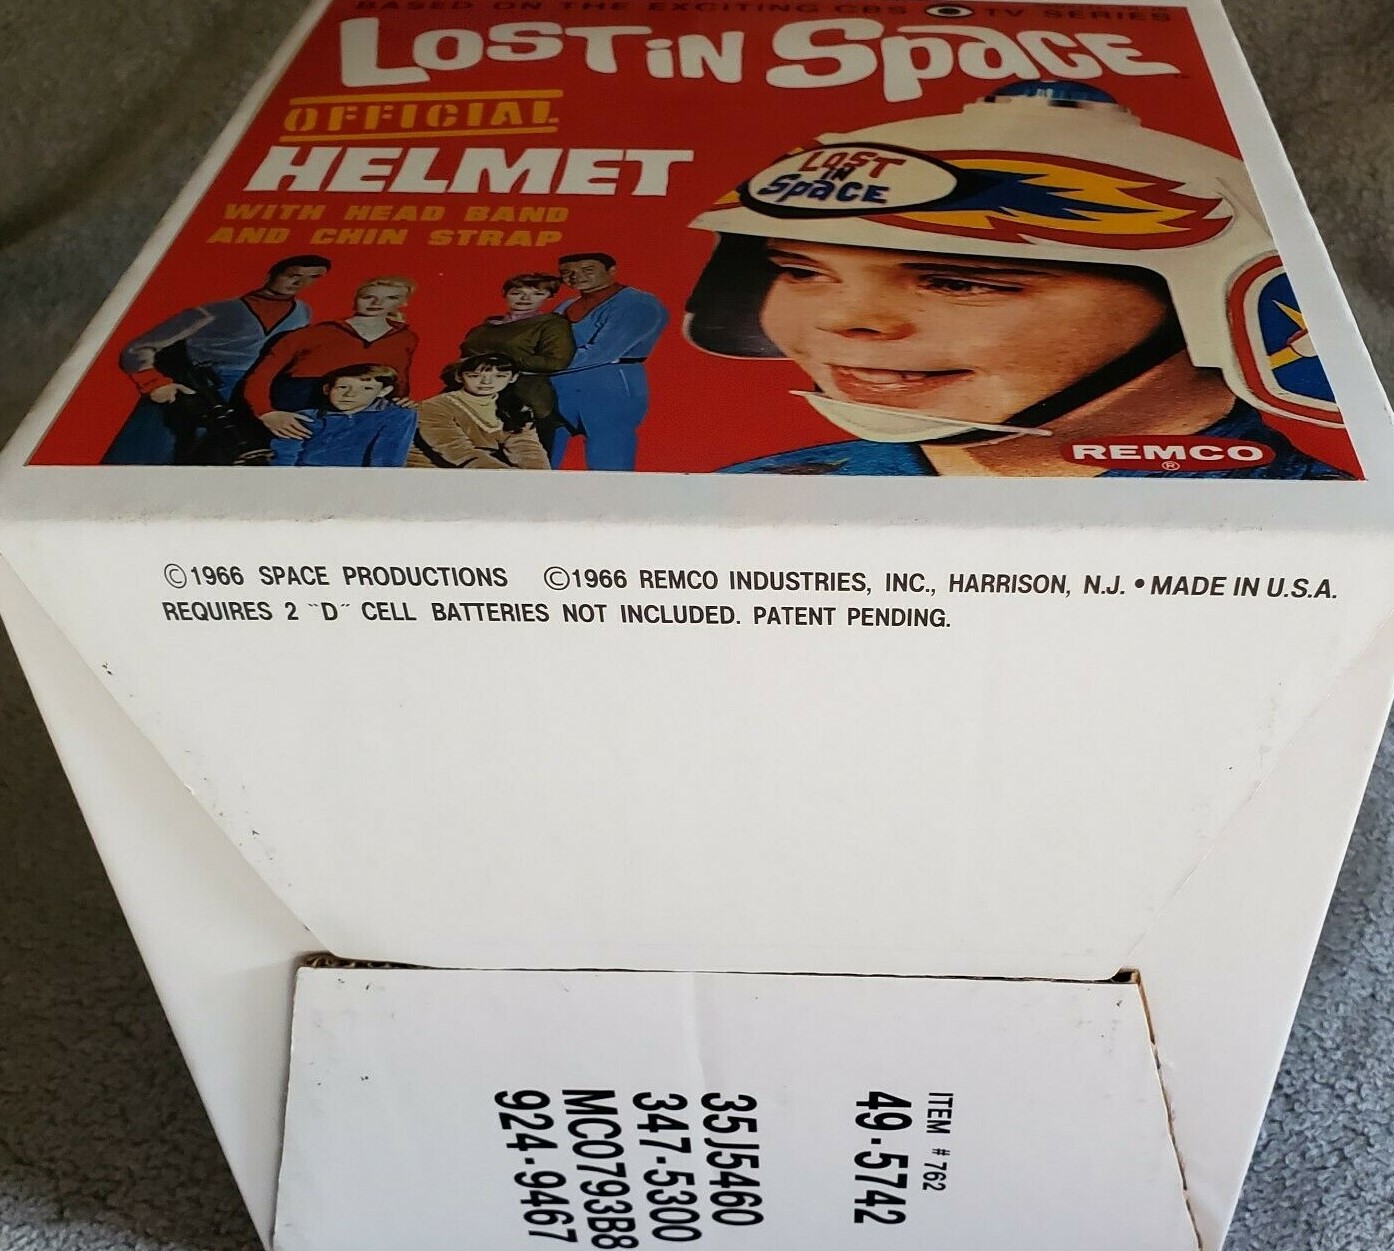 BASED ON THE EXCITING CBS TV SERIES
LOST IN SPACE
OFFICIAL
HELMET
WITH HEAD BAND
AND CHIN STRAP
LOST
IN
SPACE
REMCO
®
©1966 SPACE PRODUCTIONS ©1966 REMCO INDUSTRIES, INC., HARRISON, N.J. • MADE IN U.S.A.
REQUIRES 2 "D" CELL BATTERIES NOT INCLUDED. PATENT PENDING.
ITEM # 762
49-5742
35J5460
347-5300
MC0793B8
924-9467